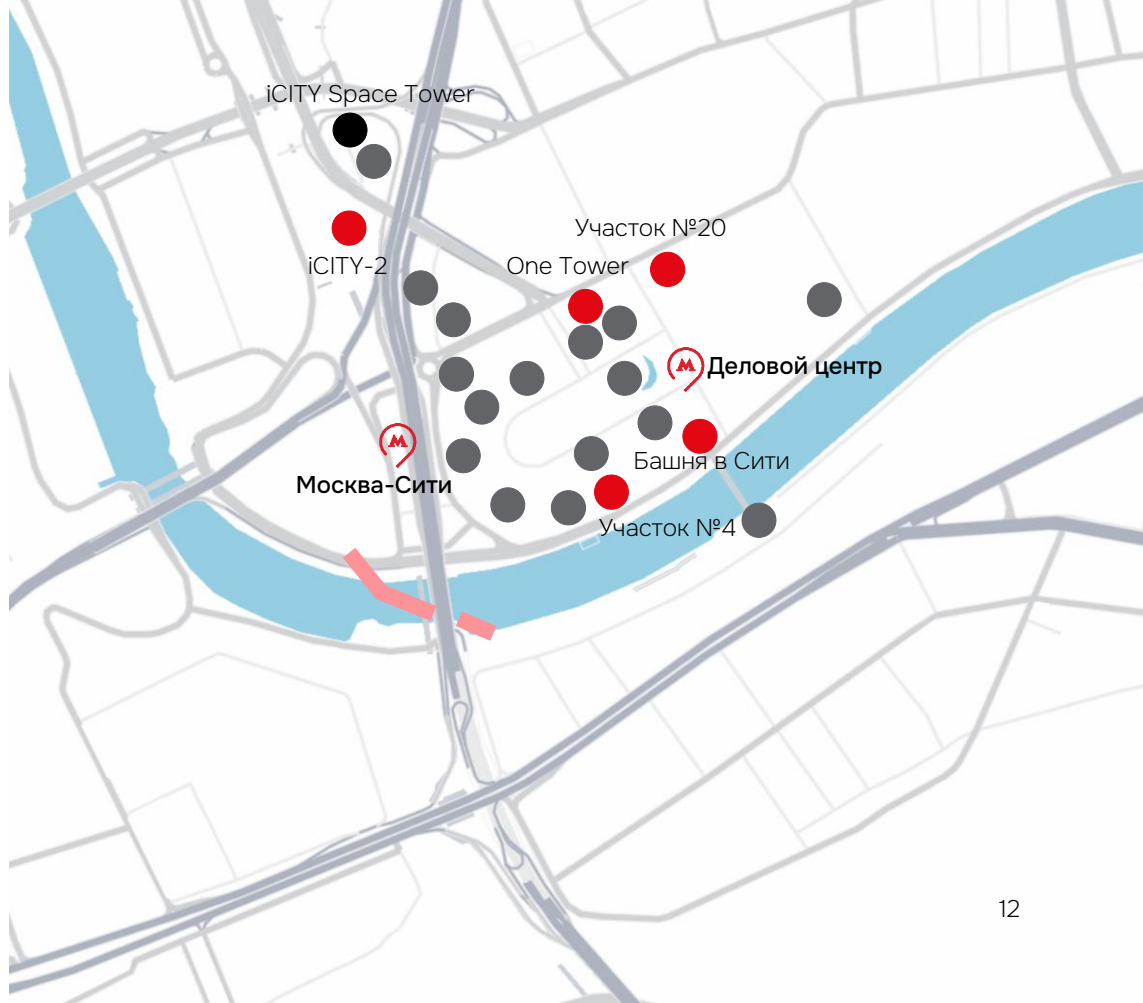 iCITY Space Tower
Участок №20
iCITY-2
One Tower
Деловой центр
Башня в Сити
Москва-Сити
Участок №4
12